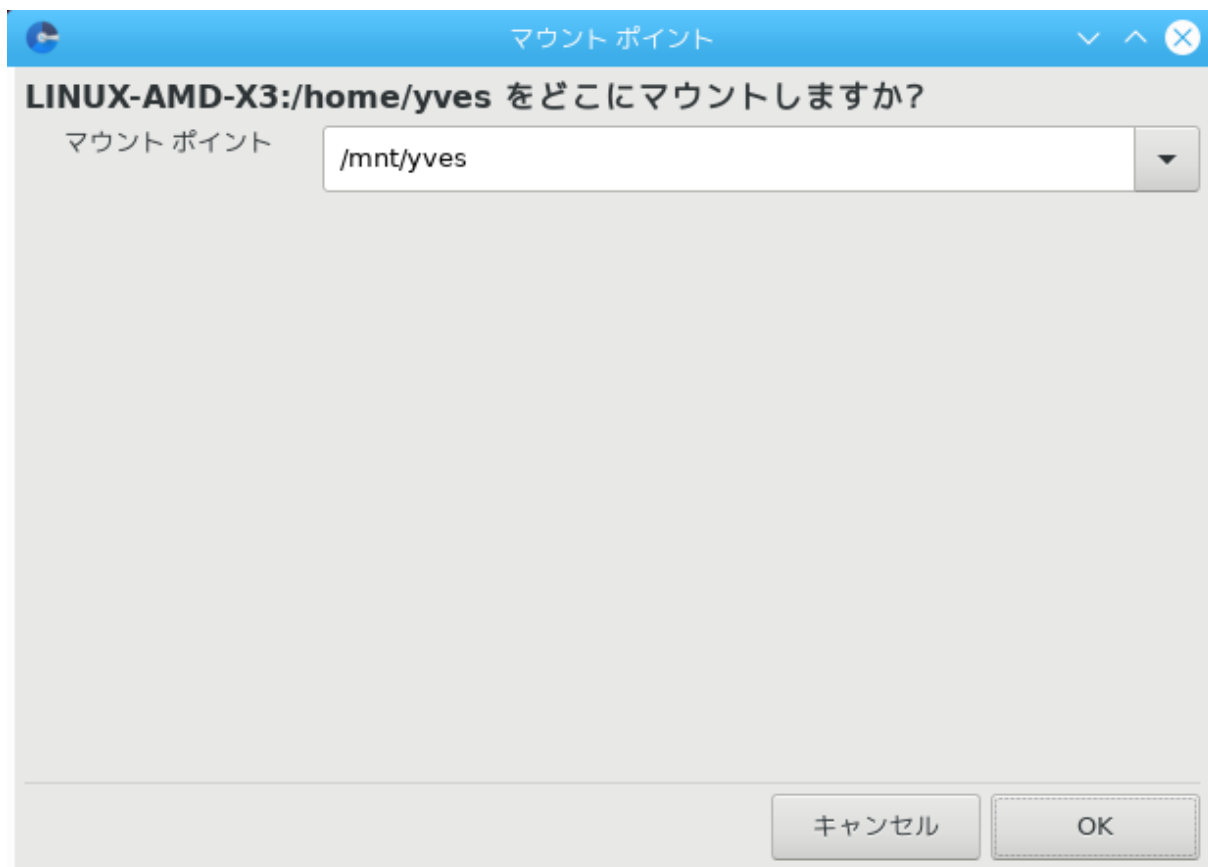 マウント ポイント
LINUX-AMD-X3:/home/yves をどこにマウントしますか?
マウント ポイント
/mnt/yves
キャンセル
OK